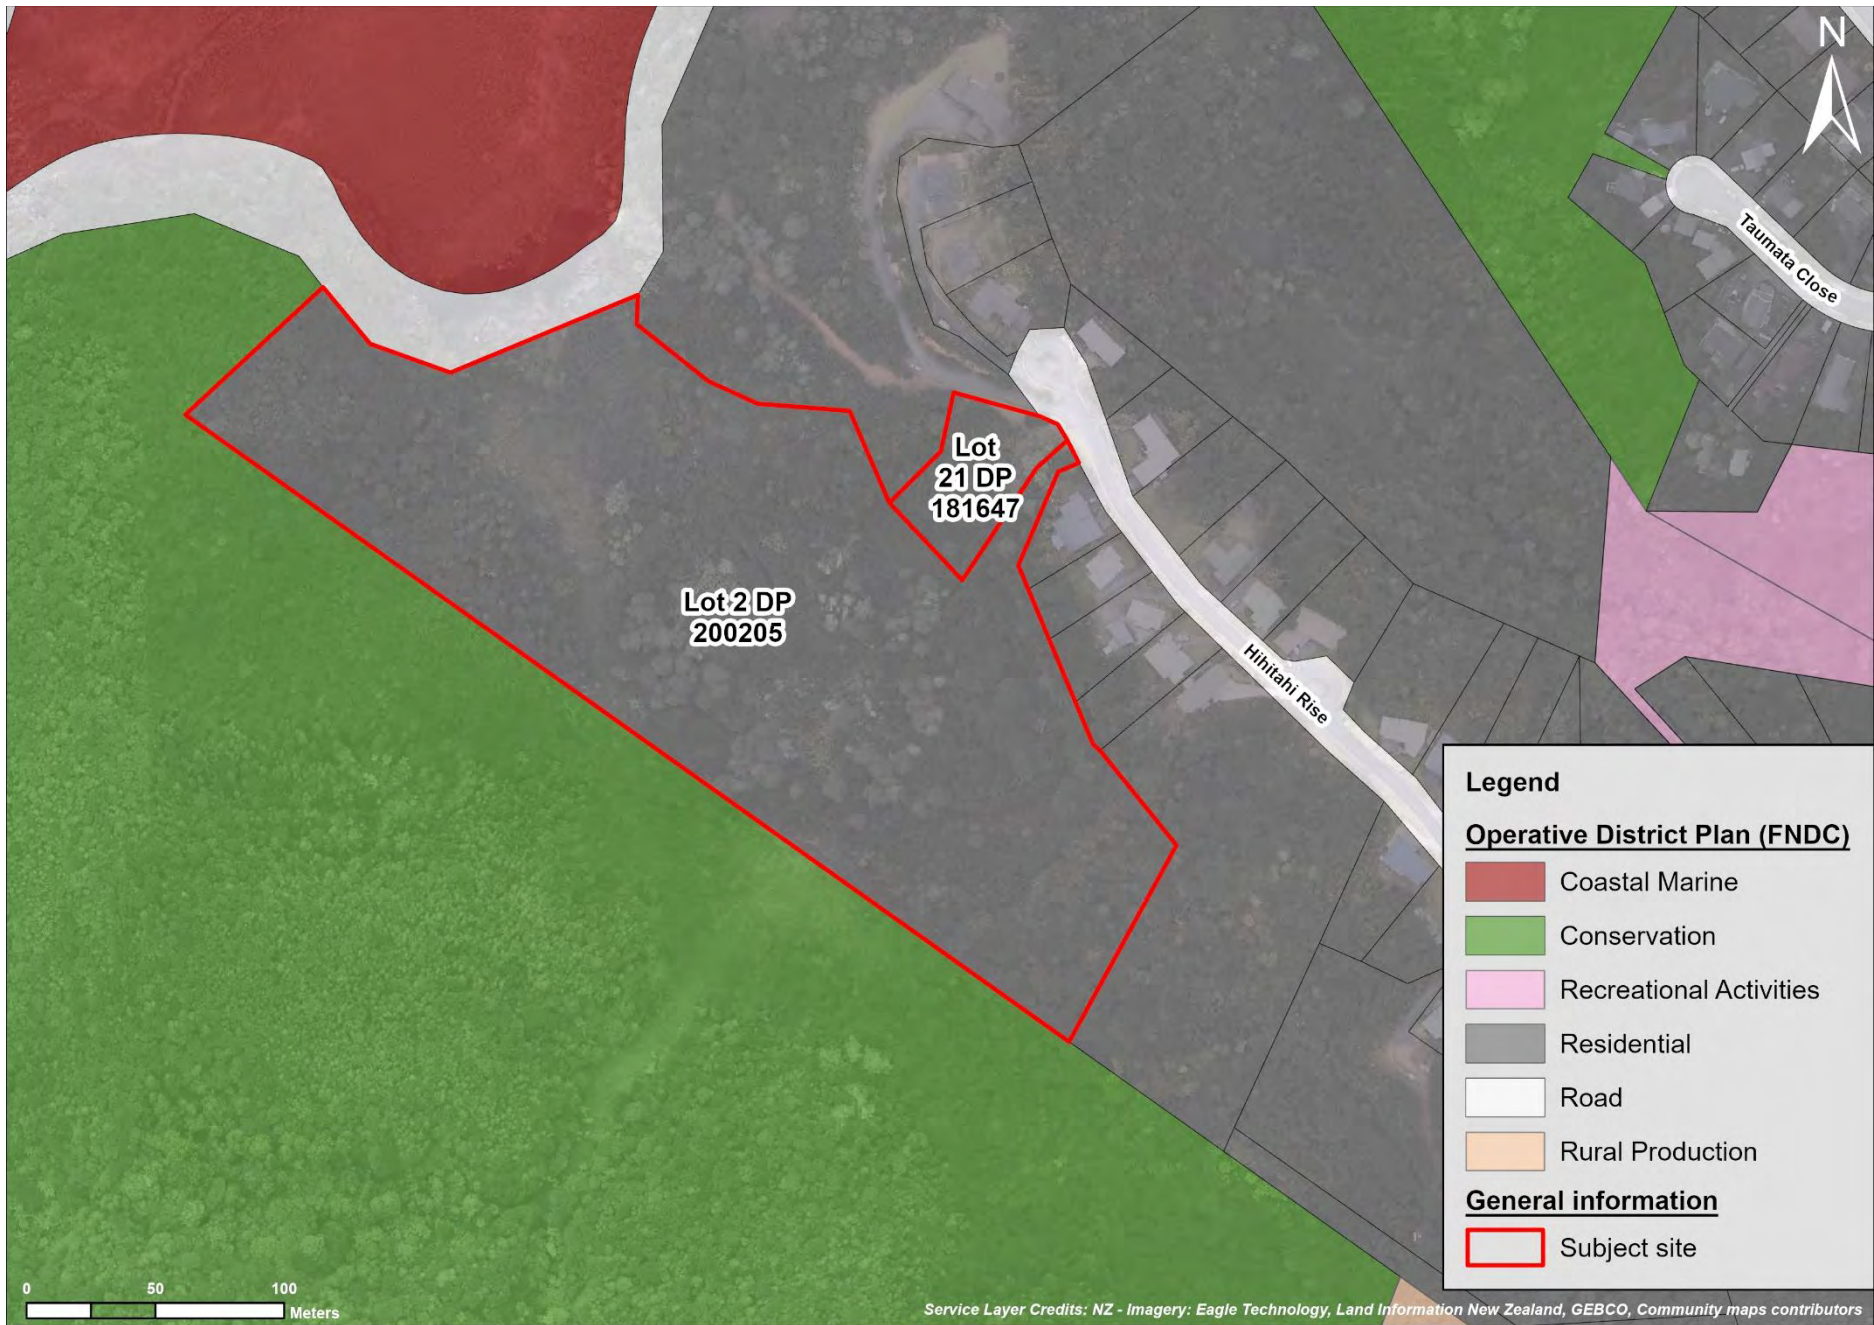 N
Taumata Close
Lot
21 DP
181647
Lot 2 DP
200205
Hihitahi Rise
Legend
Operative District Plan (FNDC)
Coastal Marine
Conservation
Recreational Activities
Residential
Road
Rural Production
General information
Subject site
0 50 100
Meters
Service Layer Credits: NZ - Imagery: Eagle Technology, Land Information New Zealand, GEBCO, Community maps contributors